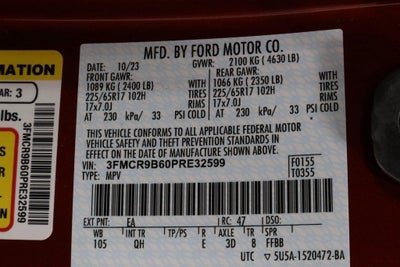 MFD. BY FORD MOTOR CO.
DATE: 10/23 GVWR: 2100 KG ( 4630 LB)
FRONT GAWR: REAR GAWR:
1089 KG ( 2400 LB) 1066 KG ( 2350 LB)
225/65R17 102H TIRES 225/65R17 102H
17x7.0J RIMS 17x7.0J
AT 230 kPa/ 33 PSI COLD AT 230 kPa/ 33 PSI COLD
THIS VEHICLE CONFORMS TO ALL APPLICABLE FEDERAL MOTOR
VEHICLE SAFETY AND THEFT PREVENTION STANDARDS IN
EFFECT ON THE DATE OF MANUFACTURE SHOWN ABOVE.
VIN: 3FMCR9B60PRE32599 F0155
TYPE: MPV T0355
EXT PNT: EA RC: 47 DSO:
WB INT TR TP/PS R AXLE TR SPR
105 QH E 3D 8 FFBB
UTC ▽ 5U5A-1520472-BA
MATION
AR: 3
lbs.
3FMCR9B60PRE32599